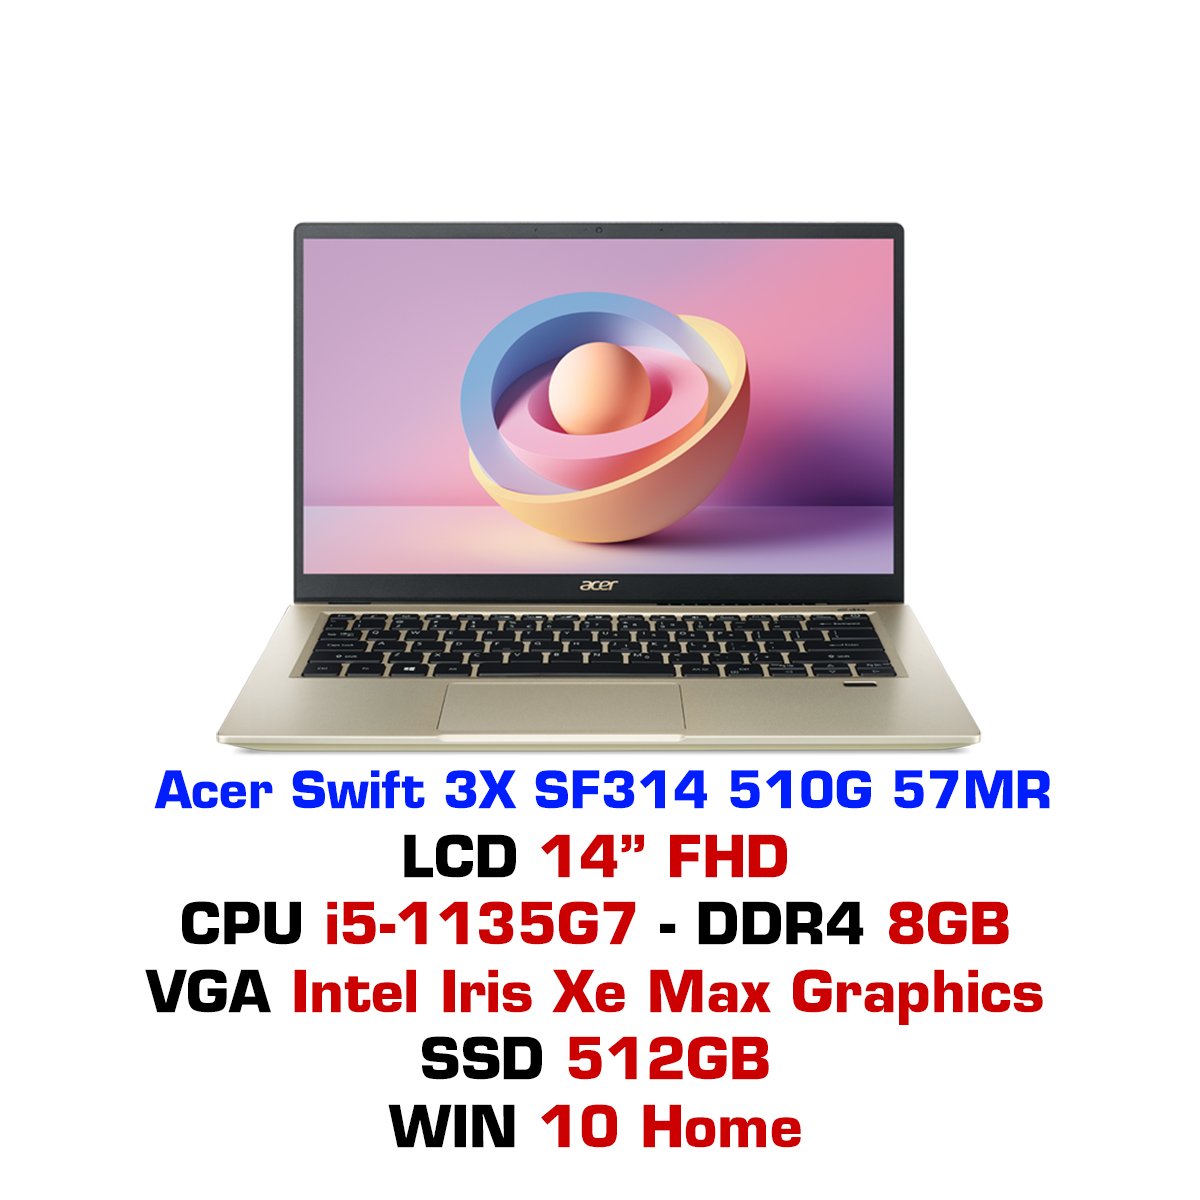 acer
Acer Swift 3X SF314 510G 57MR
LCD 14” FHD
CPU i5-1135G7 - DDR4 8GB
VGA Intel Iris Xe Max Graphics
SSD 512GB
WIN 10 Home